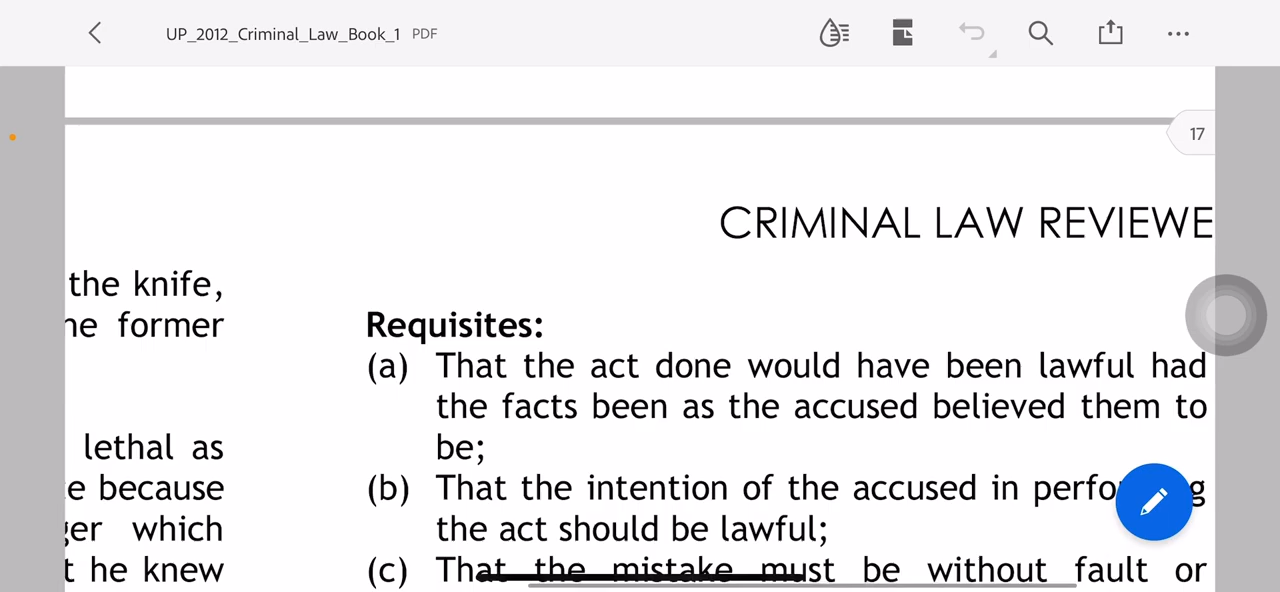 UP_2012_Criminal_Law_Book_1 PDF
17
CRIMINAL LAW REVIEWE
the knife,
he former
lethal as
e because
ger which
t he knew
Requisites:
(a) That the act done would have been lawful had
the facts been as the accused believed them to
be;
(b) That the intention of the accused in perfo g
the act should be lawful;
(c) That the mistake must be without fault or